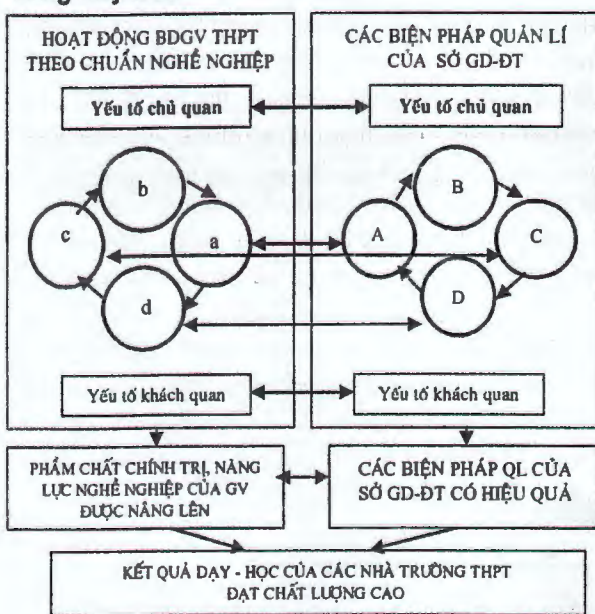 HOẠT ĐỘNG BDGV THPT
THEO CHUẨN NGHỀ NGHIỆP
Yếu tố chủ quan
b
c
a
d
Yếu tố khách quan
CÁC BIỆN PHÁP QUẢN LÍ
CỦA SỞ GD-ĐT
Yếu tố chủ quan
B
A
C
D
Yếu tố khách quan
PHẨM CHẤT CHÍNH TRỊ, NĂNG
LỰC NGHỀ NGHIỆP CỦA GV
ĐƯỢC NÂNG LÊN
CÁC BIỆN PHÁP QL CỦA
SỞ GD-ĐT CÓ HIỆU QUẢ
KẾT QUẢ DẠY - HỌC CỦA CÁC NHÀ TRƯỜNG THPT
ĐẠT CHẤT LƯỢNG CAO